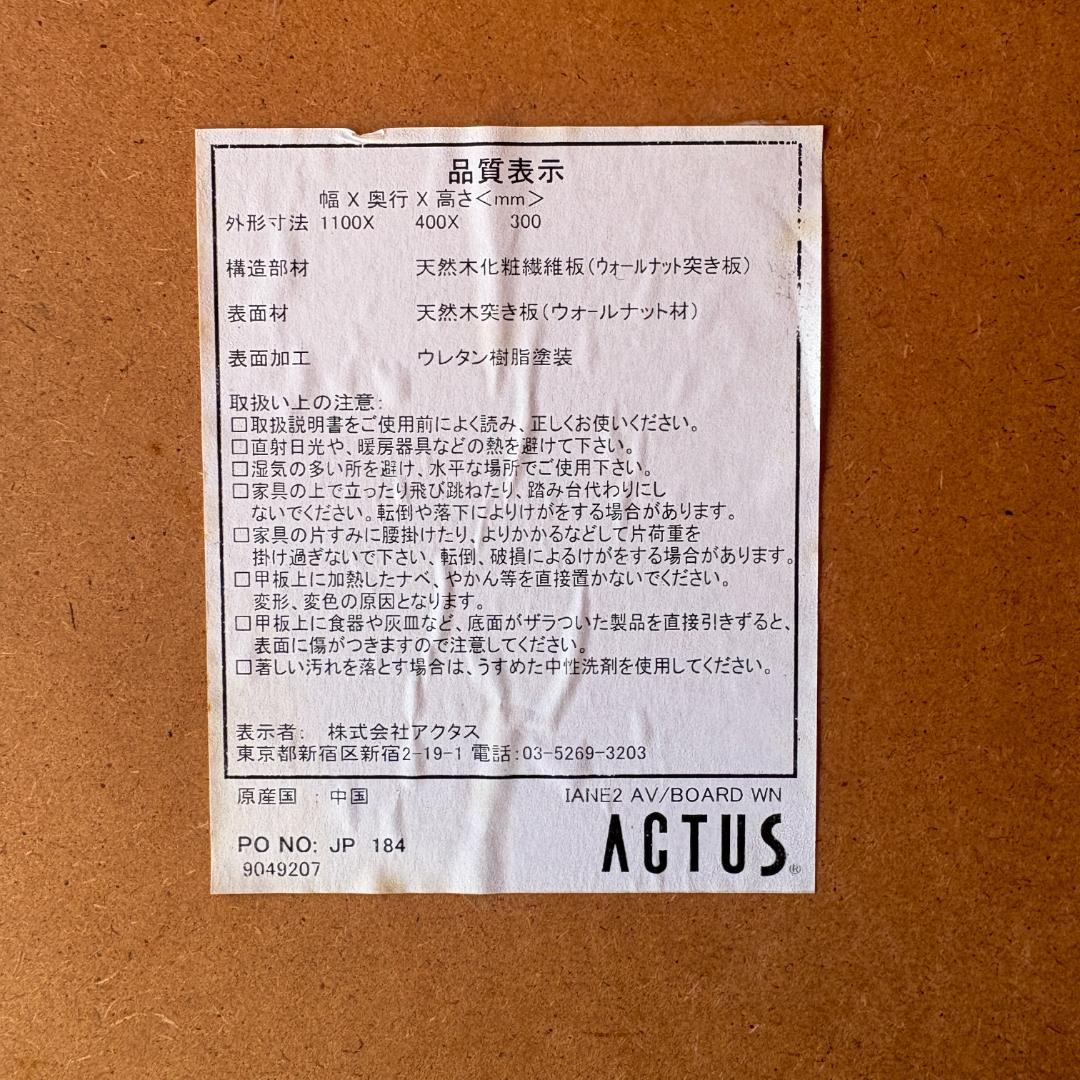 品質表示
幅 X 奥行 X 高さ<mm>
外形寸法 1100X 400X 300
構造部材 天然木化粧繊維板(ウォールナット突き板)
表面材 天然木突き板(ウォールナット材)
表面加工 ウレタン樹脂塗装
取扱い上の注意:
□取扱説明書をご使用前によく読み、正しくお使いください。
□直射日光や、暖房器具などの熱を避けて下さい。
□湿気の多い所を避け、水平な場所でご使用下さい。
□家具の上で立ったり飛び跳ねたり、踏み台代わりにし
ないでください。転倒や落下によりけがをする場合があります。
□家具の片すみに腰掛けたり、よりかかるなどして片荷重を
掛け過ぎないで下さい、転倒、破損によるけがをする場合があります。
□甲板上に加熱したナベ、やかん等を直接置かないでください。
変形、変色の原因となります。
□甲板上に食器や灰皿など、底面がザラついた製品を直接引きずると、
表面に傷がつきますので注意してください。
□著しい汚れを落とす場合は、うすめた中性洗剤を使用してください。
表示者: 株式会社アクタス
東京都新宿区新宿2-19-1 電話:03-5269-3203
原産国 : 中国 IANE2 AV/BOARD WN
PO NO: JP 184
9049207
ACTUS®